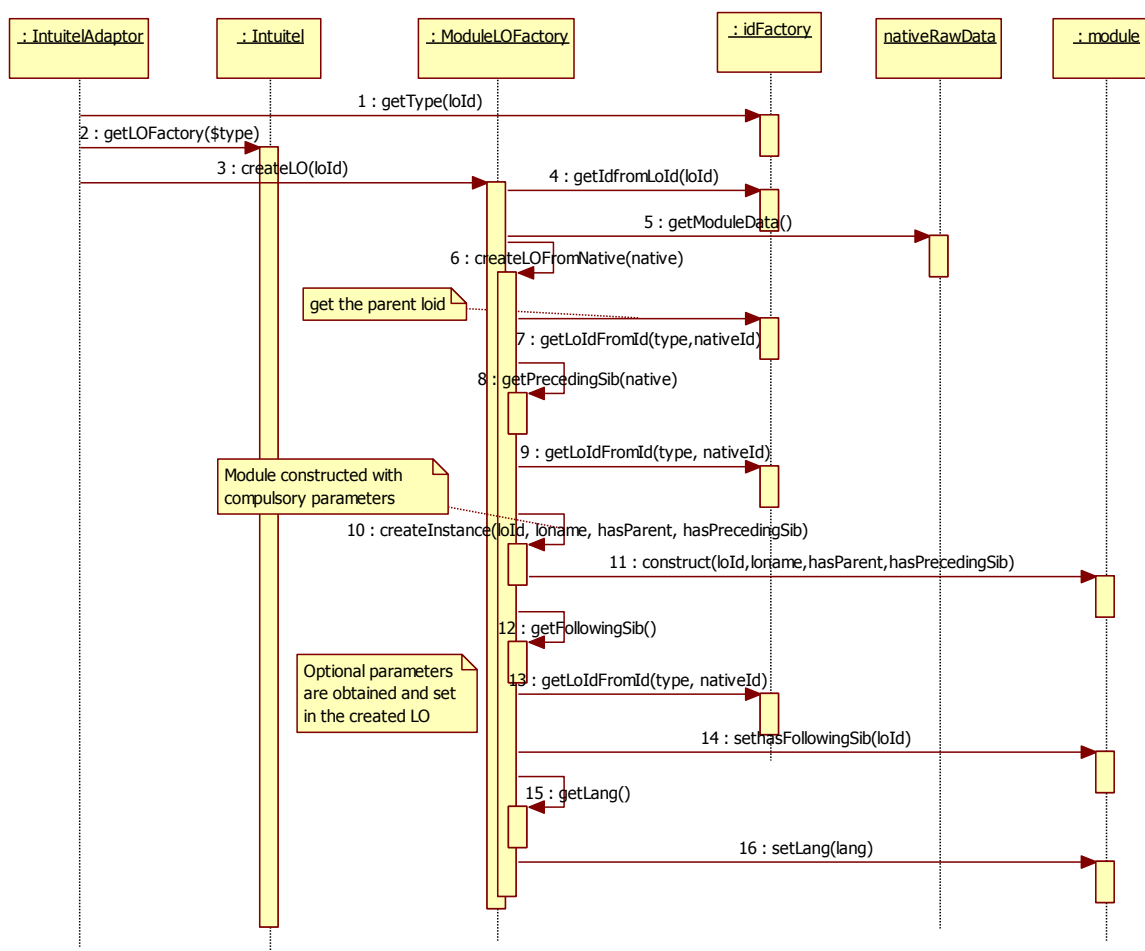 : IntuitelAdaptor
: Intuitel
: ModuleLOFactory
: idFactory
nativeRawData
: module
1 : getType(loId)
2 : getLOFactory($type)
3 : createLO(loId)
4 : getIdfromLoId(loId)
5 : getModuleData()
6 : createLOFromNative(native)
get the parent loid
7 : getLoIdFromId(type,nativeId)
8 : getPrecedingSib(native)
9 : getLoIdFromId(type, nativeId)
Module constructed with
compulsory parameters
10 : createInstance(loId, loname, hasParent, hasPrecedingSib)
11 : construct(loId,loname,hasParent,hasPrecedingSib)
12 : getFollowingSib()
Optional parameters
are obtained and set
in the created LO
13 : getLoIdFromId(type, nativeId)
14 : sethasFollowingSib(loId)
15 : getLang()
16 : setLang(lang)